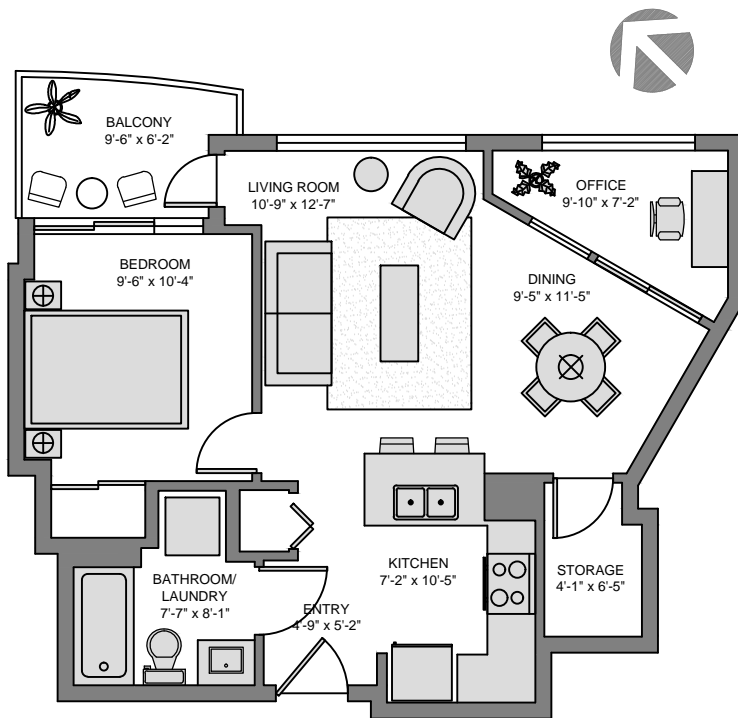 BALCONY
9'-6" x 6'-2"
LIVING ROOM
10'-9" x 12'-7"
OFFICE
9'-10" x 7'-2"
BEDROOM
9'-6" x 10'-4"
DINING
9'-5" x 11'-5"
KITCHEN
7'-2" x 10'-5"
STORAGE
4'-1" x 6'-5"
BATHROOM/
LAUNDRY
7'-7" x 8'-1"
ENTRY
4'-9" x 5'-2"